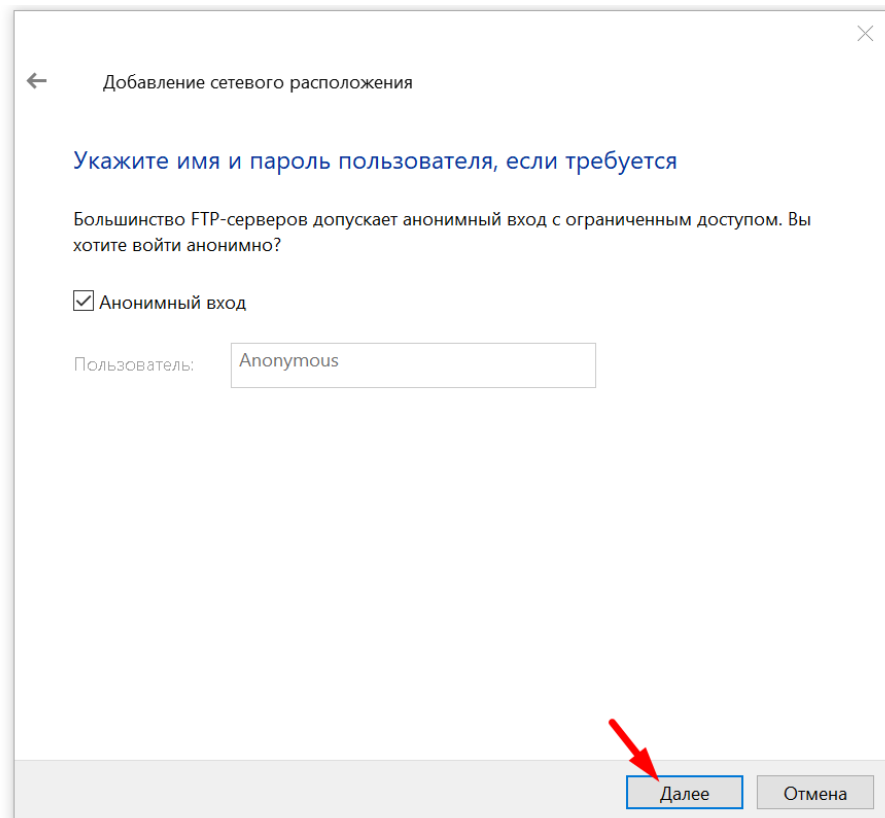 Добавление сетевого расположения
Укажите имя и пароль пользователя, если требуется
Большинство FTP-серверов допускает анонимный вход с ограниченным доступом. Вы
хотите войти анонимно?
Анонимный вход
Пользователь: Anonymous
Далее Отмена